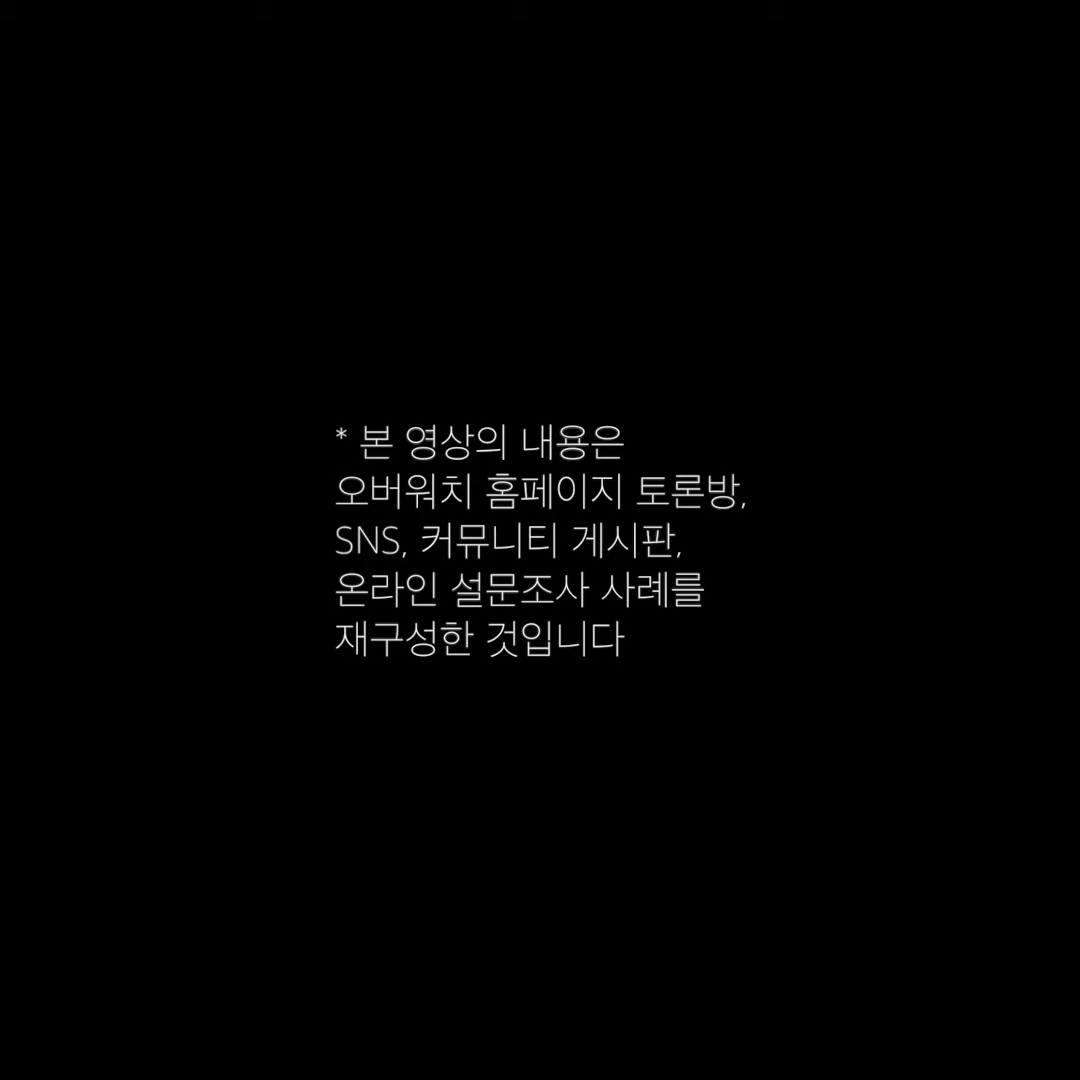 * 본 영상의 내용은
오버워치 홈페이지 토론방,
SNS, 커뮤니티 게시판,
온라인 설문조사 사례를
재구성한 것입니다